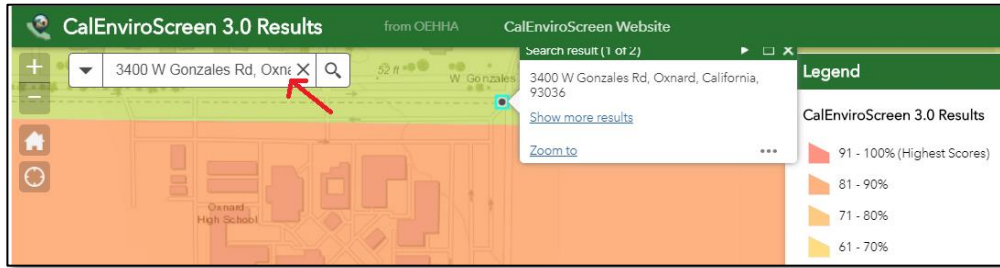 CalEnviroScreen 3.0 Results
from OEHHA
CalEnviroScreen Website
3400 W Gonzales Rd, Oxna
52 ft
W Gonzales
Search result (1 of 2)
3400 W Gonzales Rd, Oxnard, California,
93036
Show more results
Zoom to
Oxnard
High School
Legend
CalEnviroScreen 3.0 Results
91 - 100% (Highest Scores)
81 - 90%
71 - 80%
61 - 70%